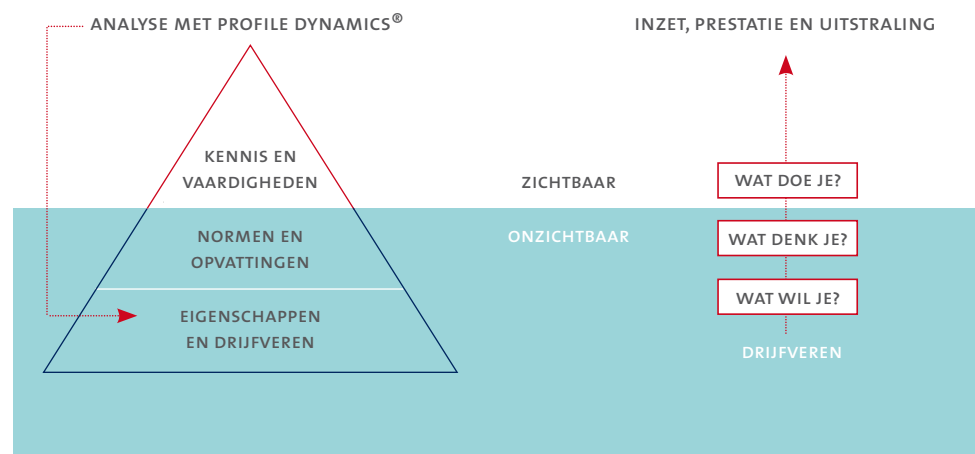 ANALYSE MET PROFILE DYNAMICS®
INZET, PRESTATIE EN UITSTRALING
KENNIS EN
VAARDIGHEDEN
ZICHTBAAR
WAT DOE JE?
NORMEN EN
OPVATTINGEN
ONZICHTBAAR
WAT DENK JE?
WAT WIL JE?
EIGENSCHAPPEN
EN DRIJFVEREN
DRIJFVEREN